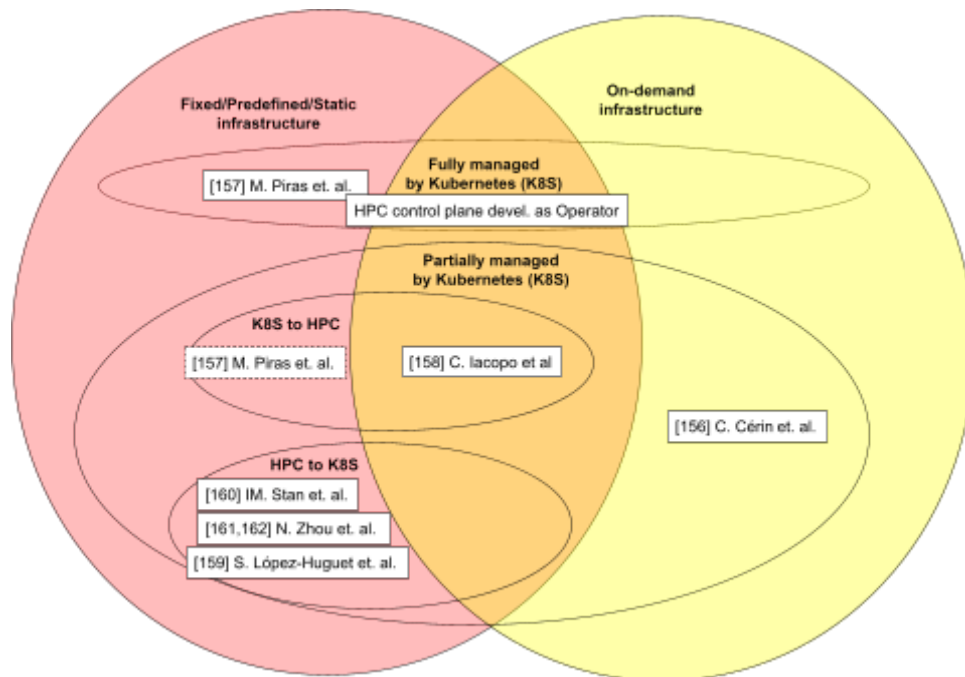 Fixed/Predefined/Static
infrastructure
On-demand
infrastructure
Fully managed
by Kubernetes (K8S)
[157] M. Piras et. al.
HPC control plane devel. as Operator
Partially managed
by Kubernetes (K8S)
K8S to HPC
[157] M. Piras et. al.
[158] C. Iacopo et al
[156] C. Cérin et. al.
HPC to K8S
[160] IM. Stan et. al.
[161,162] N. Zhou et. al.
[159] S. López-Huguet et. al.